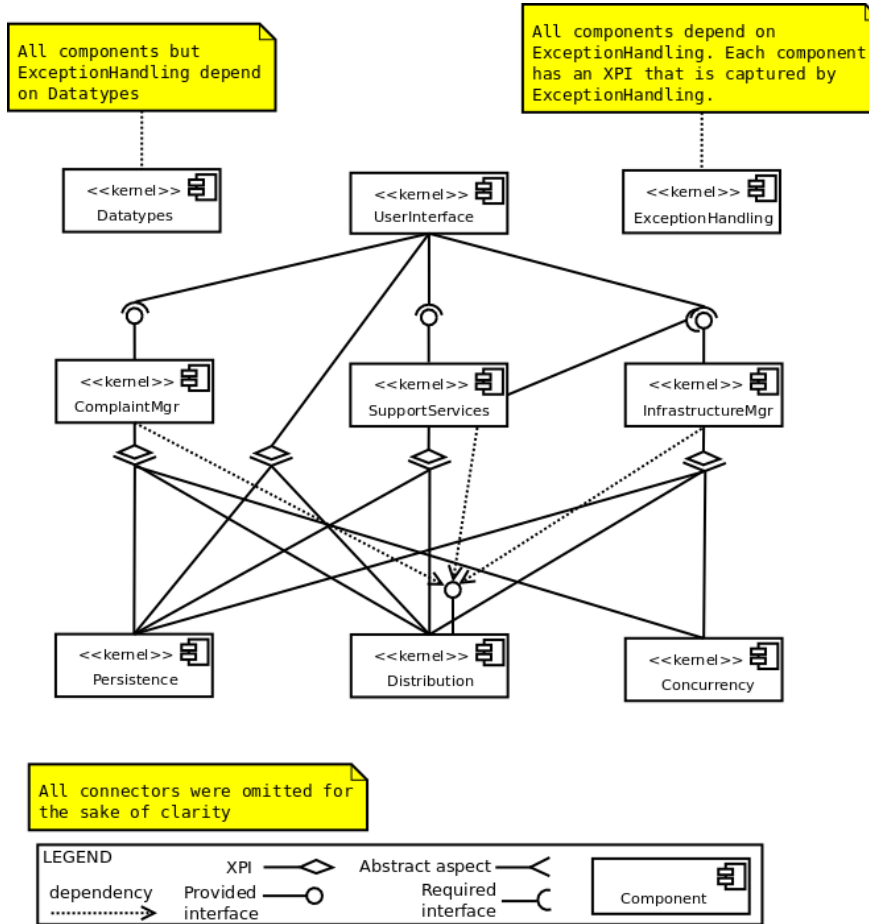 All components but
ExceptionHandling depend
on Datatypes
All components depend on
ExceptionHandling. Each component
has an XPI that is captured by
ExceptionHandling.
<<kernel>>
Datatypes
<<kernel>>
UserInterface
<<kernel>>
ExceptionHandling
<<kernel>>
ComplaintMgr
<<kernel>>
SupportServices
<<kernel>>
InfrastructureMgr
<<kernel>>
Persistence
<<kernel>>
Distribution
<<kernel>>
Concurrency
All connectors were omitted for
the sake of clarity
LEGEND
XPI
Abstract aspect
dependency
Provided
interface
Required
interface
Component